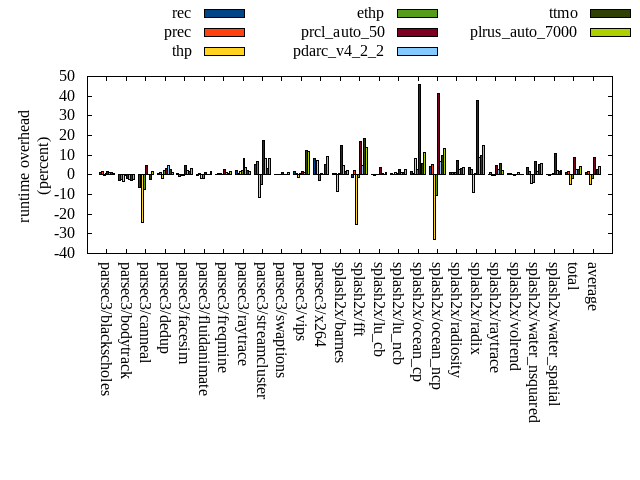 rec
prec
thp
ethp
prcl_auto_50
pdarc_v4_2_2
ttmo
plrus_auto_7000
runtime overhead
(percent)
50
40
30
20
10
0
-10
-20
-30
-40
parsec3/blackscholes
parsec3/bodytrack
parsec3/canneal
parsec3/dedup
parsec3/facesim
parsec3/fluidanimate
parsec3/freqmine
parsec3/raytrace
parsec3/streamcluster
parsec3/swaptions
parsec3/vips
parsec3/x264
splash2x/barnes
splash2x/fft
splash2x/lu_cb
splash2x/lu_ncb
splash2x/ocean_cp
splash2x/ocean_ncp
splash2x/radiosity
splash2x/radix
splash2x/raytrace
splash2x/volrend
splash2x/water_nsquared
splash2x/water_spatial
total
average